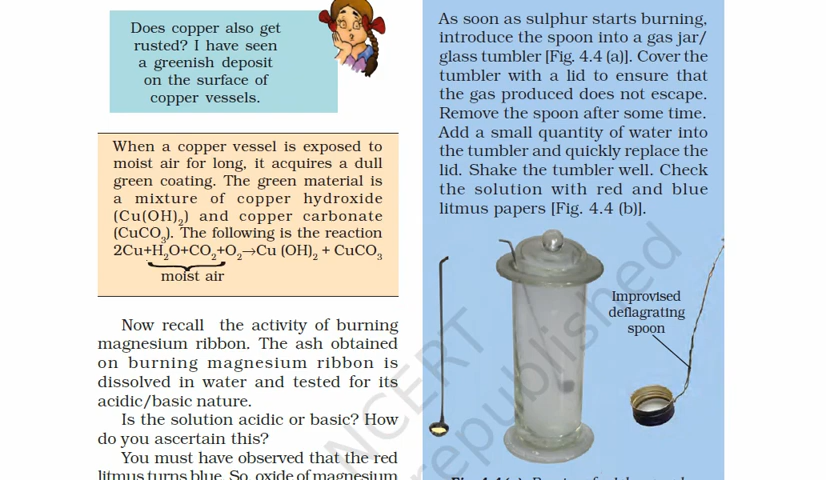 Does copper also get
rusted? I have seen
a greenish deposit
on the surface of
copper vessels.
When a copper vessel is exposed to
moist air for long, it acquires a dull
green coating. The green material is
a mixture of copper hydroxide
(Cu(OH)₂) and copper carbonate
(CuCO₃). The following is the reaction
2Cu+H₂O+CO₂+O₂→Cu (OH)₂ + CuCO₃
moist air
Now recall the activity of burning
magnesium ribbon. The ash obtained
on burning magnesium ribbon is
dissolved in water and tested for its
acidic/basic nature.
Is the solution acidic or basic? How
do you ascertain this?
You must have observed that the red
litmus turns blue. So, oxide of magnesium
As soon as sulphur starts burning,
introduce the spoon into a gas jar/
glass tumbler [Fig. 4.4 (a)]. Cover the
tumbler with a lid to ensure that
the gas produced does not escape.
Remove the spoon after some time.
Add a small quantity of water into
the tumbler and quickly replace the
lid. Shake the tumbler well. Check
the solution with red and blue
litmus papers [Fig. 4.4 (b)].
Improvised
deflagrating
spoon
NCERT
republished